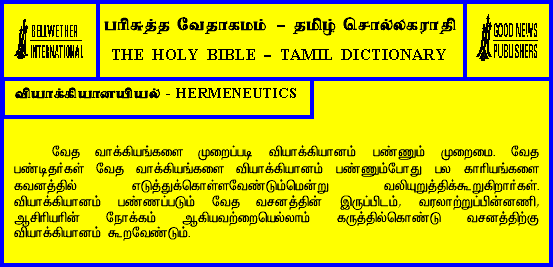 BELLWETHER
INTERNATIONAL
பரிசுத்த வேதாகமம் – தமிழ் சொல்லகராதி
THE HOLY BIBLE – TAMIL DICTIONARY
GOOD NEWS
PUBLISHERS
வியாக்கியானயியல் - HERMENEUTICS
வேத வாக்கியங்களை முறைப்படி வியாக்கியானம் பண்ணும் முறைமை. வேத
பண்டிதர்கள் வேத வாக்கியங்களை வியாக்கியானம் பண்ணும்போது பல காரியங்களை
கவனத்தில் எடுத்துக்கொள்ளவேண்டும்மென்று வலியுறுத்திக்கூறுகிறார்கள்.
வியாக்கியானம் பண்ணப்படும் வேத வசனத்தின் இருப்பிடம், வரலாற்றுப்பின்னணி,
ஆசிரியரின் நோக்கம் ஆகியவற்றையெல்லாம் கருத்தில்கொண்டு வசனத்திற்கு
வியாக்கியானம் கூறவேண்டும்.